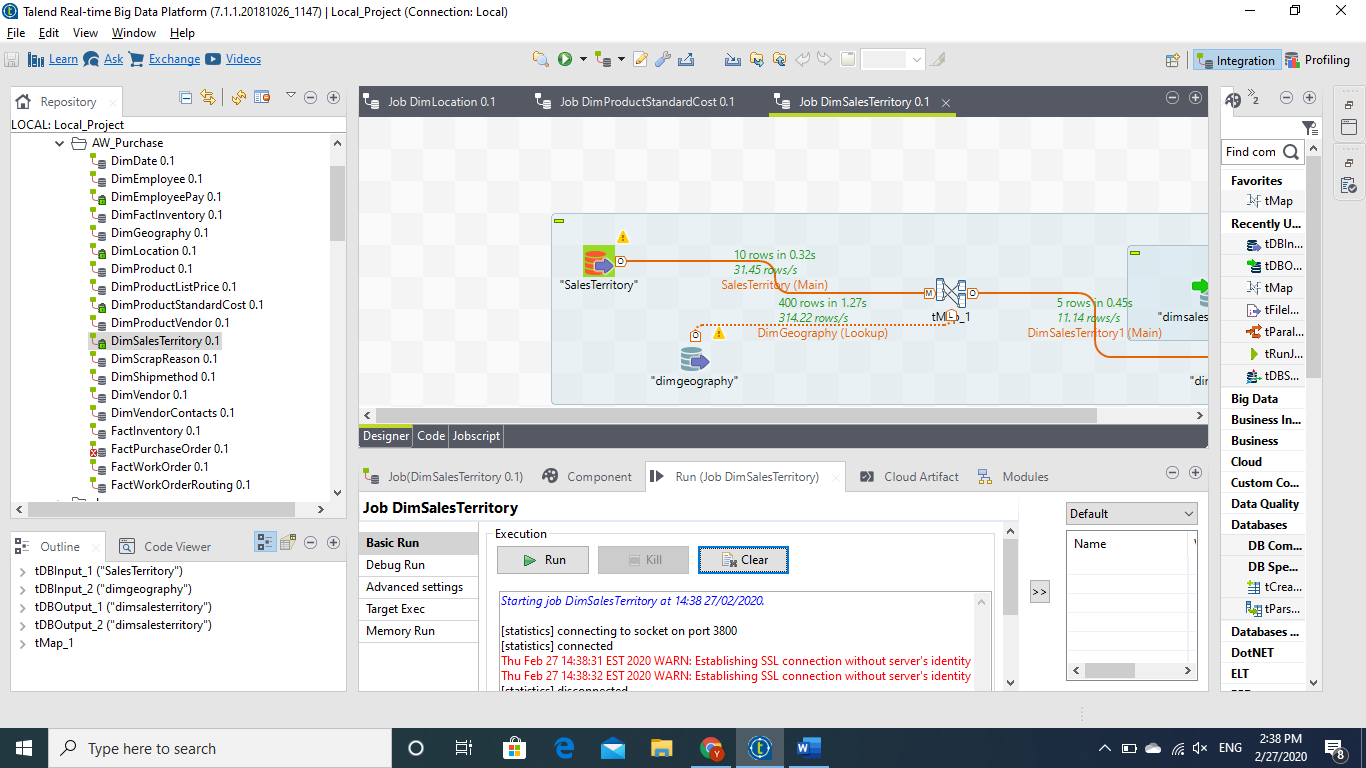 Talend Real-time Big Data Platform (7.1.1.20181026_1147) | Local_Project (Connection: Local)
File Edit View Window Help
Learn Ask Exchange Videos
Integration Profiling
Repository
LOCAL: Local_Project
AW_Purchase
DimDate 0.1
DimEmployee 0.1
DimEmployeePay 0.1
DimFactInventory 0.1
DimGeography 0.1
DimLocation 0.1
DimProduct 0.1
DimProductListPrice 0.1
DimProductStandardCost 0.1
DimProductVendor 0.1
DimSalesTerritory 0.1
DimScrapReason 0.1
DimShipmethod 0.1
DimVendor 0.1
DimVendorContacts 0.1
FactInventory 0.1
FactPurchaseOrder 0.1
FactWorkOrder 0.1
FactWorkOrderRouting 0.1
Outline Code Viewer
tDBInput_1 ("SalesTerritory")
tDBInput_2 ("dimgeography")
tDBOutput_1 ("dimsalesterritory")
tDBOutput_2 ("dimsalesterritory")
tMap_1
Job DimLocation 0.1 Job DimProductStandardCost 0.1 Job DimSalesTerritory 0.1
10 rows in 0.32s
31.45 rows/s
SalesTerritory (Main)
"SalesTerritory"
400 rows in 1.27s
314.22 rows/s
DimGeography (Lookup)
"dimgeography"
M
O
tMap_1
5 rows in 0.45s
11.14 rows/s
DimSalesTerritory1 (Main)
"dimsales
"di
Designer Code Jobscript
Job(DimSalesTerritory 0.1) Component Run (Job DimSalesTerritory) Cloud Artifact Modules
Job DimSalesTerritory
Basic Run
Debug Run
Advanced settings
Target Exec
Memory Run
Execution
Run Kill Clear
Starting job DimSalesTerritory at 14:38 27/02/2020.
[statistics] connecting to socket on port 3800
[statistics] connected
Thu Feb 27 14:38:31 EST 2020 WARN: Establishing SSL connection without server's identity
Thu Feb 27 14:38:32 EST 2020 WARN: Establishing SSL connection without server's identity
[statistics] disconnected
>>
Default
Name
Find com
Favorites
tMap
Recently U...
tDBIn...
tDBO...
tMap
tFileI...
tParal...
tRunJ...
tDBS...
Big Data
Business In...
Business
Cloud
Custom Co...
Data Quality
Databases
DB Com...
DB Spe...
tCrea...
tPars...
Databases ...
DotNET
ELT
Type here to search
ENG
2:38 PM
2/27/2020
8